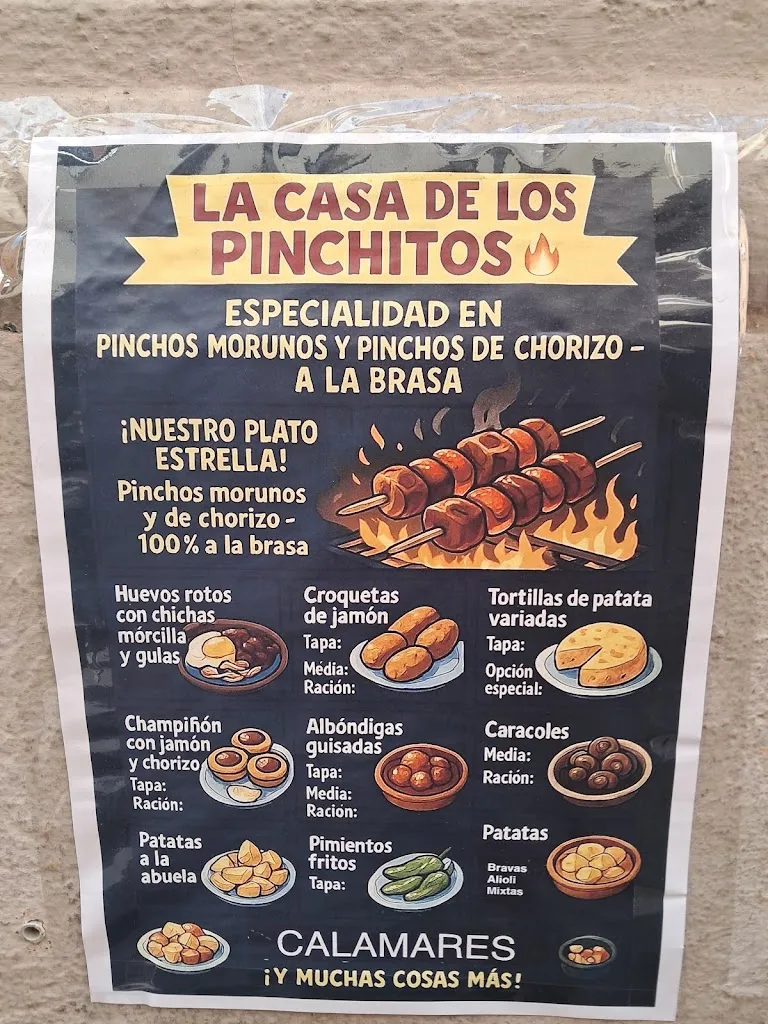 LA CASA DE LOS
PINCHITOS
ESPECIALIDAD EN
PINCHOS MORUNOS Y PINCHOS DE CHORIZO –
A LA BRASA
¡NUESTRO PLATO
ESTRELLA!
Pinchos morunos
y de chorizo –
100% a la brasa
Huevos rotos
con chichas
mórcilla
y gulas
Croquetas
de jamón
Tapa:
Média:
Ración:
Tortillas de patata
variadas
Tapa:
Opción
especial:
Champiñón
con jamón
y chorizo
Tapa:
Ración:
Albóndigas
guisadas
Tapa:
Media:
Ración:
Caracoles
Media:
Ración:
Patatas
a la
abuela
Pimientos
fritos
Tapa:
Patatas
Bravas
Alioli
Mixtas
CALAMARES
¡Y MUCHAS COSAS MÁS!